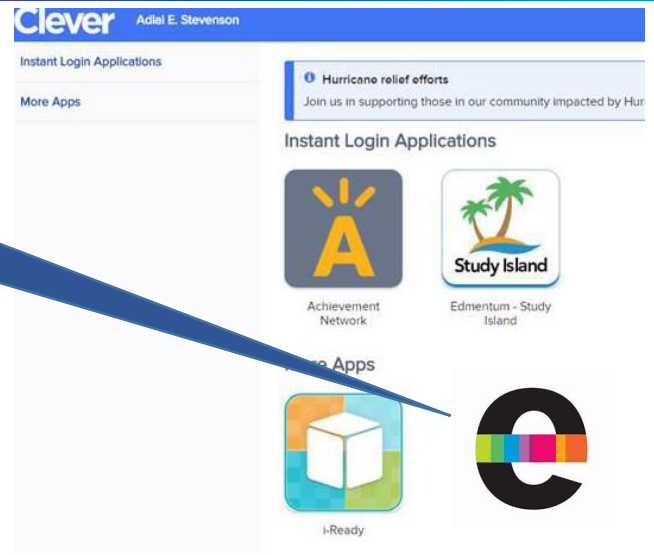 Clever Adlai E. Stevenson
Instant Login Applications
More Apps
Hurricane relief efforts
Join us in supporting those in our community impacted by Hur
Instant Login Applications
A
Study Island
Achievement
Network
Edmentum - Study
Island
More Apps
e
i-Ready